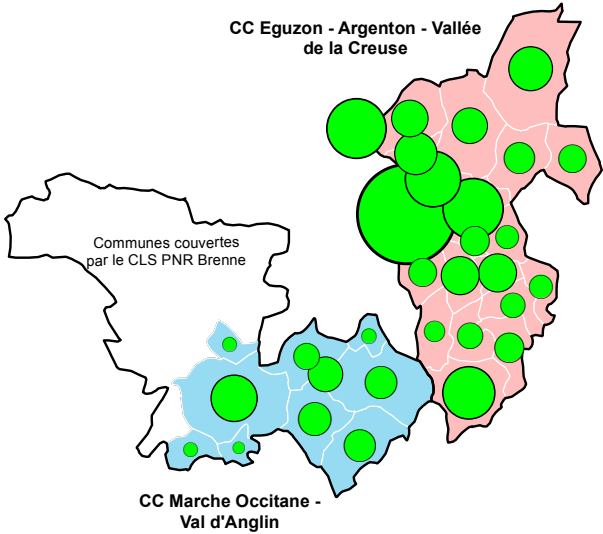 CC Eguzon - Argenton - Vallée
de la Creuse
Communes couvertes
par le CLS PNR Brenne
CC Marche Occitane -
Val d'Anglin